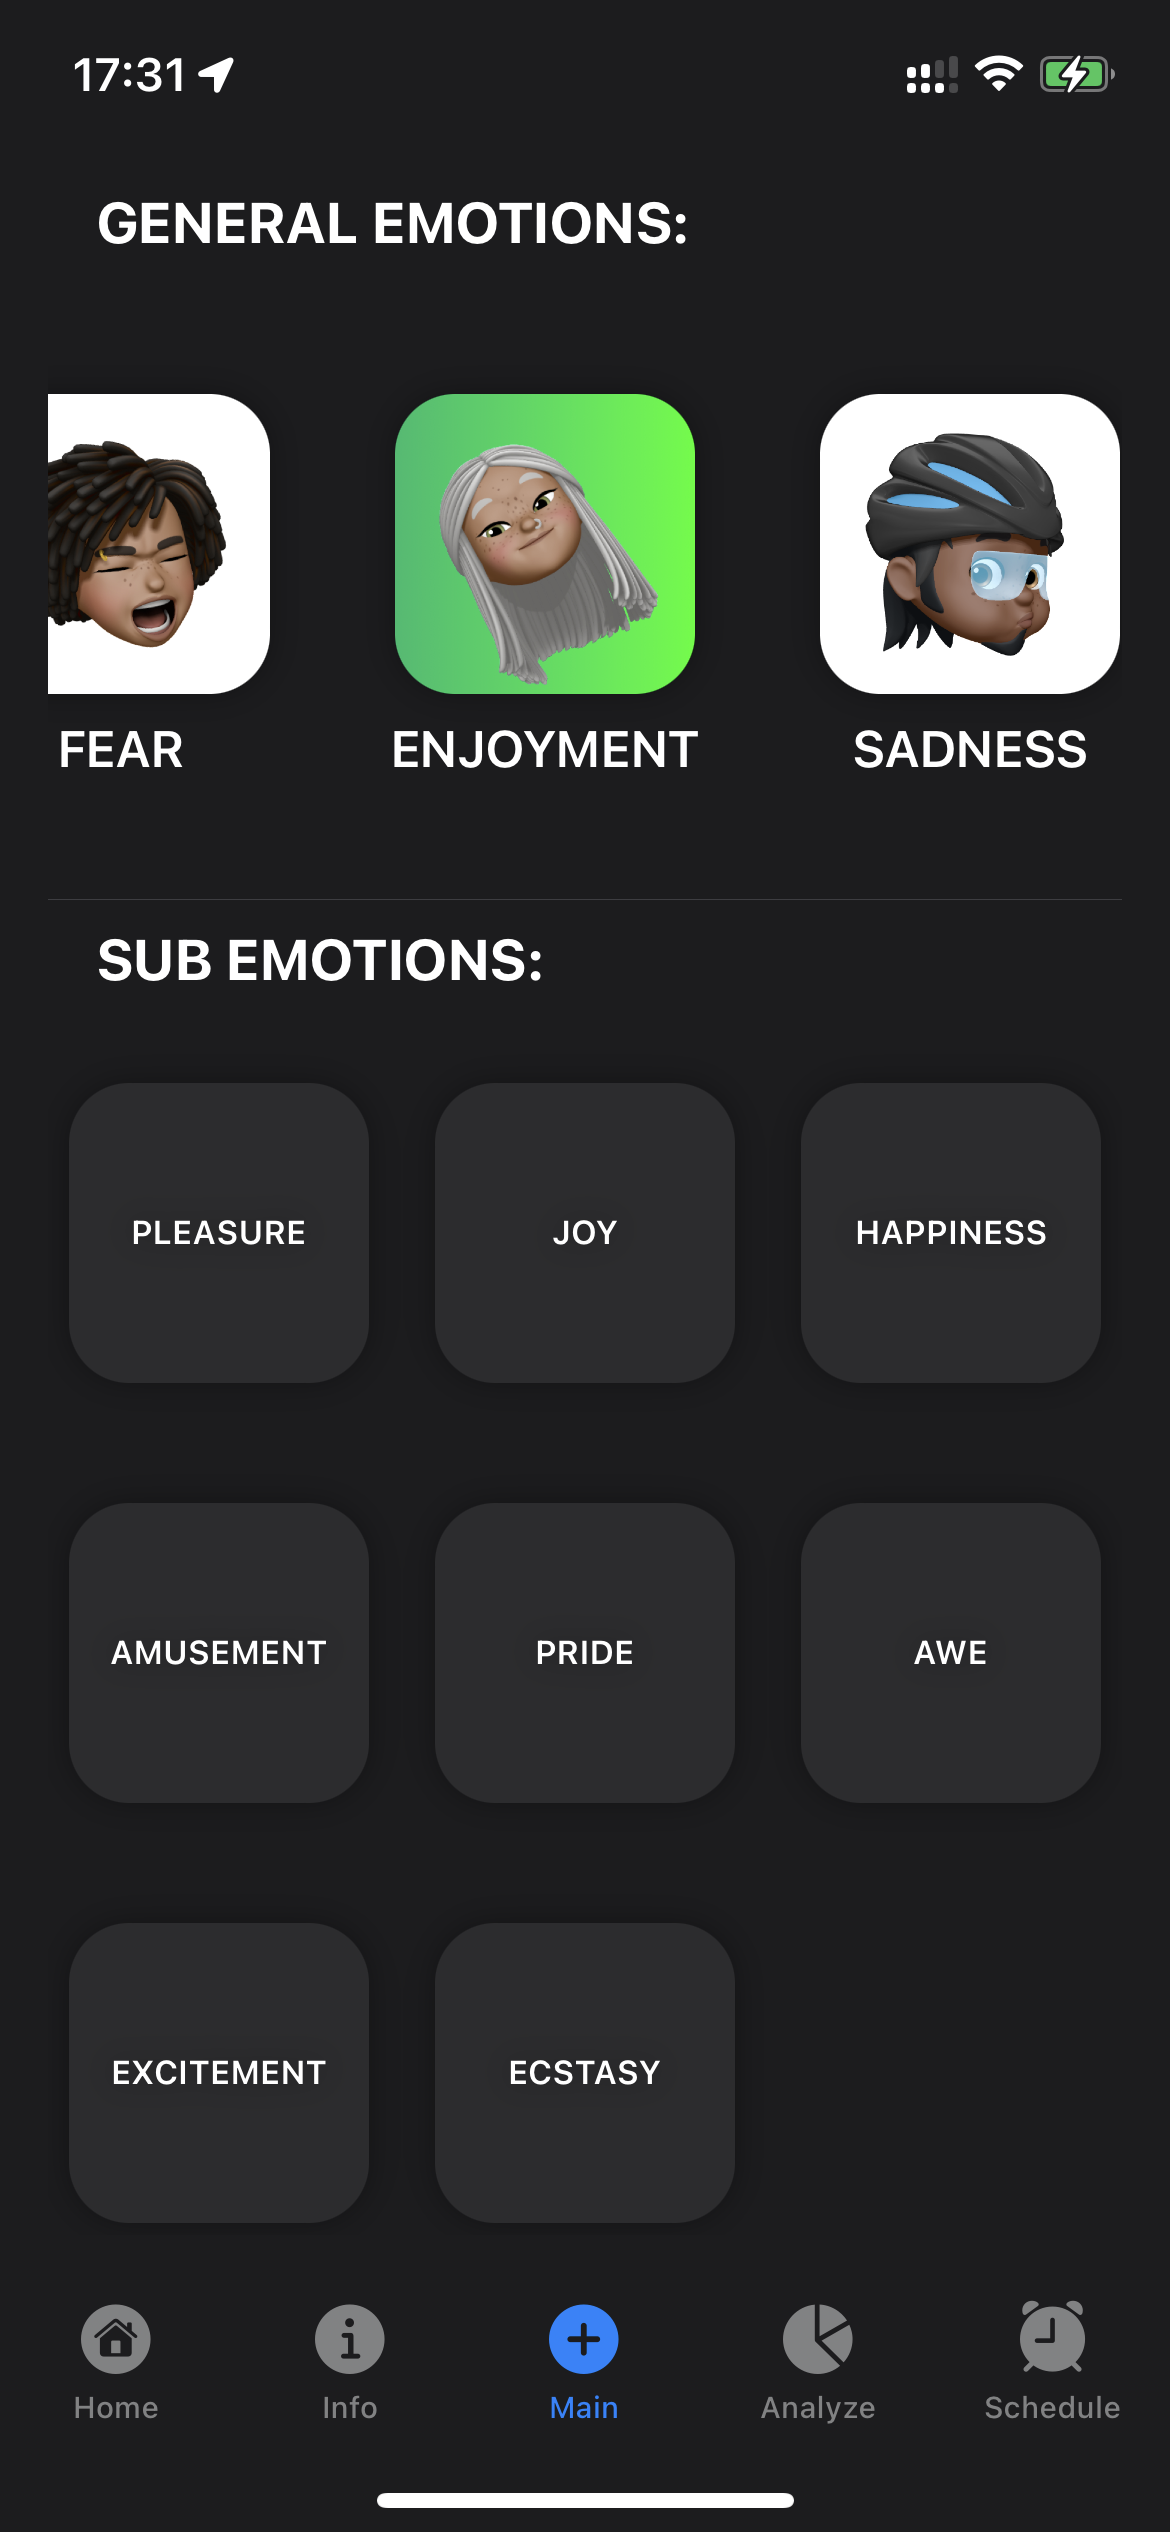 17:31
GENERAL EMOTIONS:
FEAR
ENJOYMENT
SADNESS
SUB EMOTIONS:
PLEASURE
JOY
HAPPINESS
AMUSEMENT
PRIDE
AWE
EXCITEMENT
ECSTASY
Home
Info
Main
Analyze
Schedule